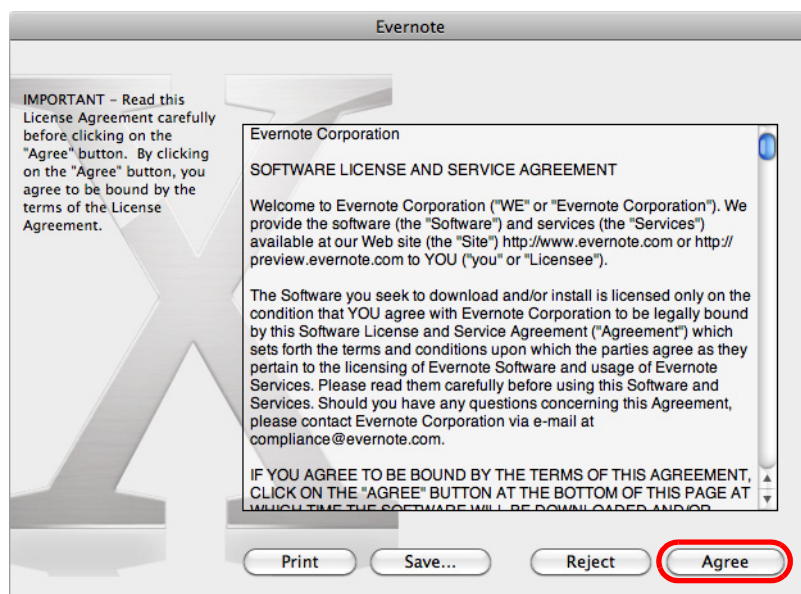 Evernote
IMPORTANT – Read this
License Agreement carefully
before clicking on the
"Agree" button.  By clicking
on the "Agree" button, you
agree to be bound by the
terms of the License
Agreement.
Evernote Corporation
SOFTWARE LICENSE AND SERVICE AGREEMENT
Welcome to Evernote Corporation ("WE" or "Evernote Corporation"). We
provide the software (the "Software") and services (the "Services")
available at our Web site (the "Site") http://www.evernote.com or http://
preview.evernote.com to YOU ("you" or "Licensee").
The Software you seek to download and/or install is licensed only on the
condition that YOU agree with Evernote Corporation to be legally bound
by this Software License and Service Agreement ("Agreement") which
sets forth the terms and conditions upon which the parties agree as they
pertain to the licensing of Evernote Software and usage of Evernote
Services. Please read them carefully before using this Software and
Services. Should you have any questions concerning this Agreement,
please contact Evernote Corporation via e-mail at
compliance@evernote.com.
IF YOU AGREE TO BE BOUND BY THE TERMS OF THIS AGREEMENT,
CLICK ON THE "AGREE" BUTTON AT THE BOTTOM OF THIS PAGE AT
WHICH TIME THE SOFTWARE WILL BE DOWNLOADED AND/OR
Print
Save...
Reject
Agree